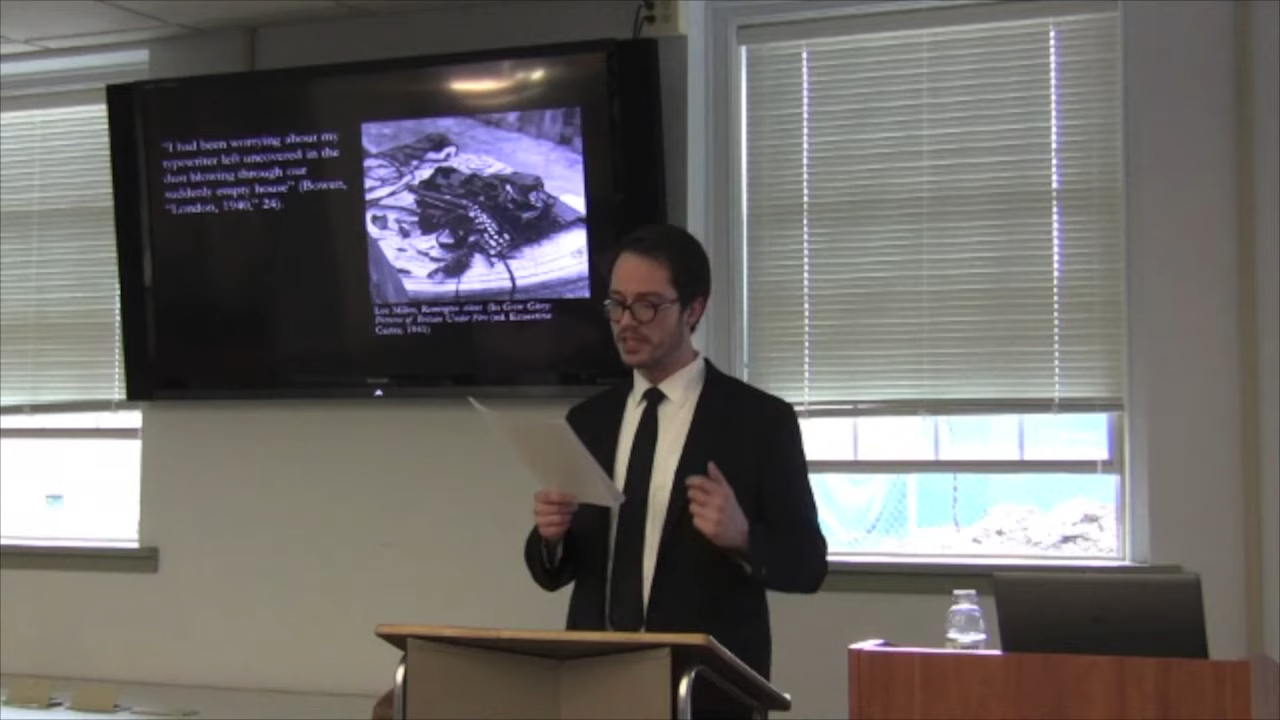 "I had been worrying about my
typewriter left uncovered in the
dust blowing through our
suddenly empty house" (Bowen,
"London, 1940," 24).
Lee Miller, Remington silent (In Grim Glory:
Pictures of Britain Under Fire (ed. Ernestine
Carter, 1941)